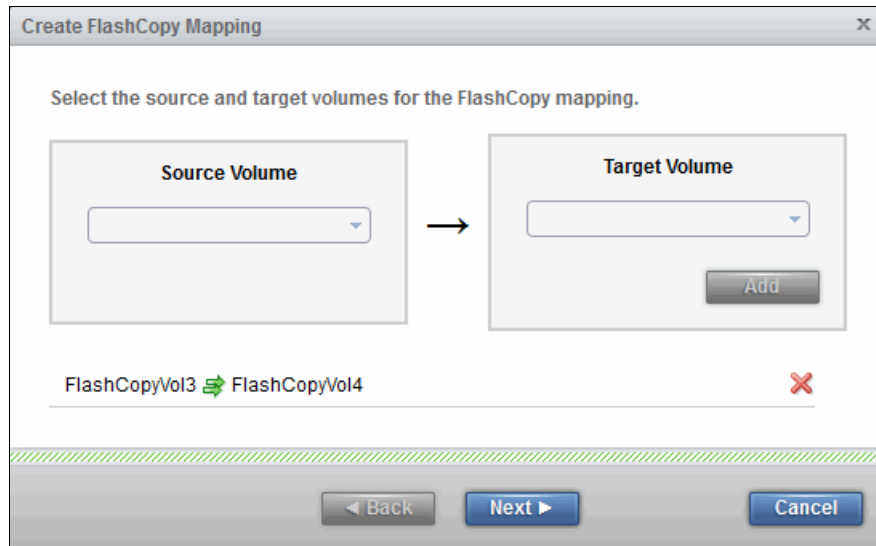 Create FlashCopy Mapping
Select the source and target volumes for the FlashCopy mapping.
Source Volume
Target Volume
Add
FlashCopyVol3 FlashCopyVol4
Back
Next
Cancel